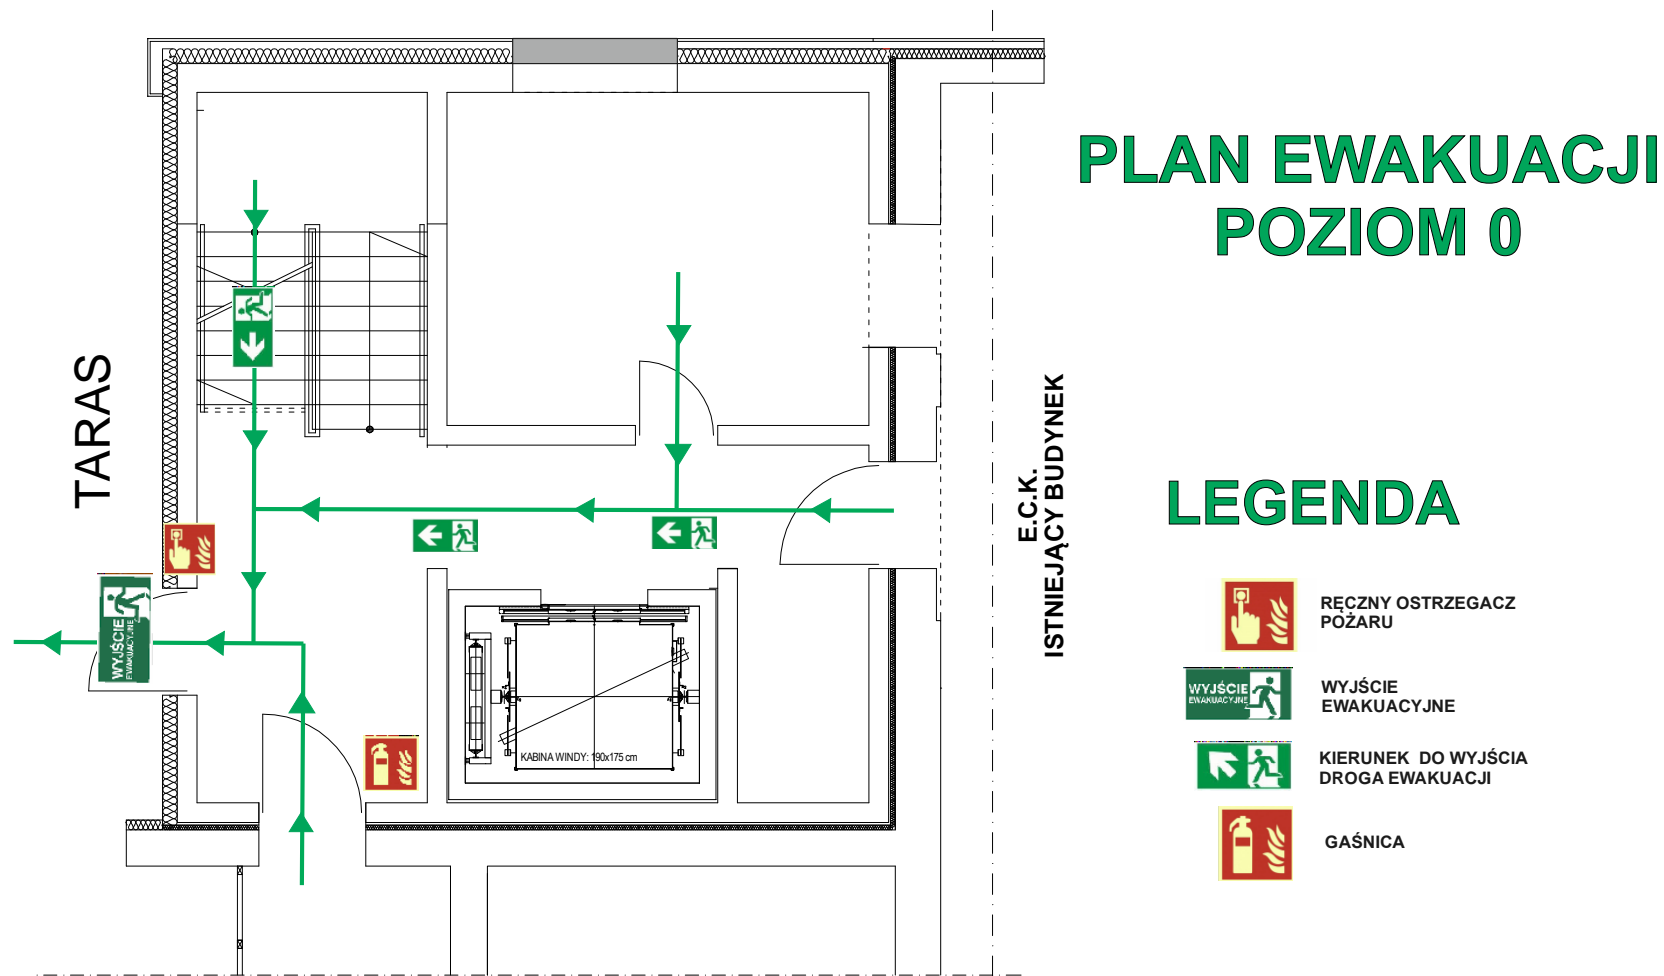 PLAN EWAKUACJI
POZIOM 0
TARAS
E.C.K.
ISTNIEJĄCY BUDYNEK
WYJŚCIE
EWAKUACYJNE
KABINA WINDY: 190x175 cm
LEGENDA
RĘCZNY OSTRZEGACZ
POŻARU
WYJŚCIE
EWAKUACYJNE
WYJŚCIE
EWAKUACYJNE
KIERUNEK DO WYJŚCIA
DROGA EWAKUACJI
GAŚNICA